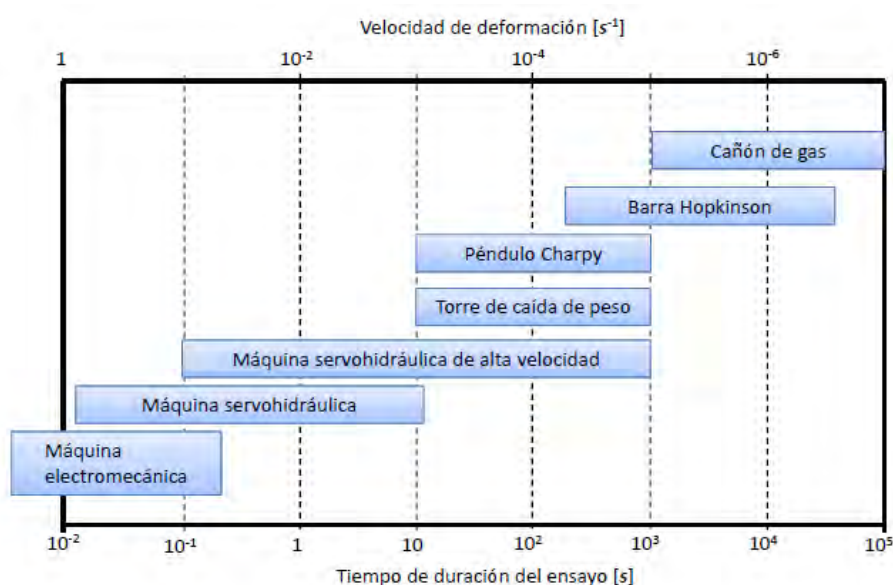 Velocidad de deformación [s⁻¹]
1 10⁻² 10⁻⁴ 10⁻⁶
Cañón de gas
Barra Hopkinson
Péndulo Charpy
Torre de caída de peso
Máquina servohidráulica de alta velocidad
Máquina servohidráulica
Máquina
electromecánica
10⁻² 10⁻¹ 1 10 10² 10³ 10⁴ 10⁵
Tiempo de duración del ensayo [s]